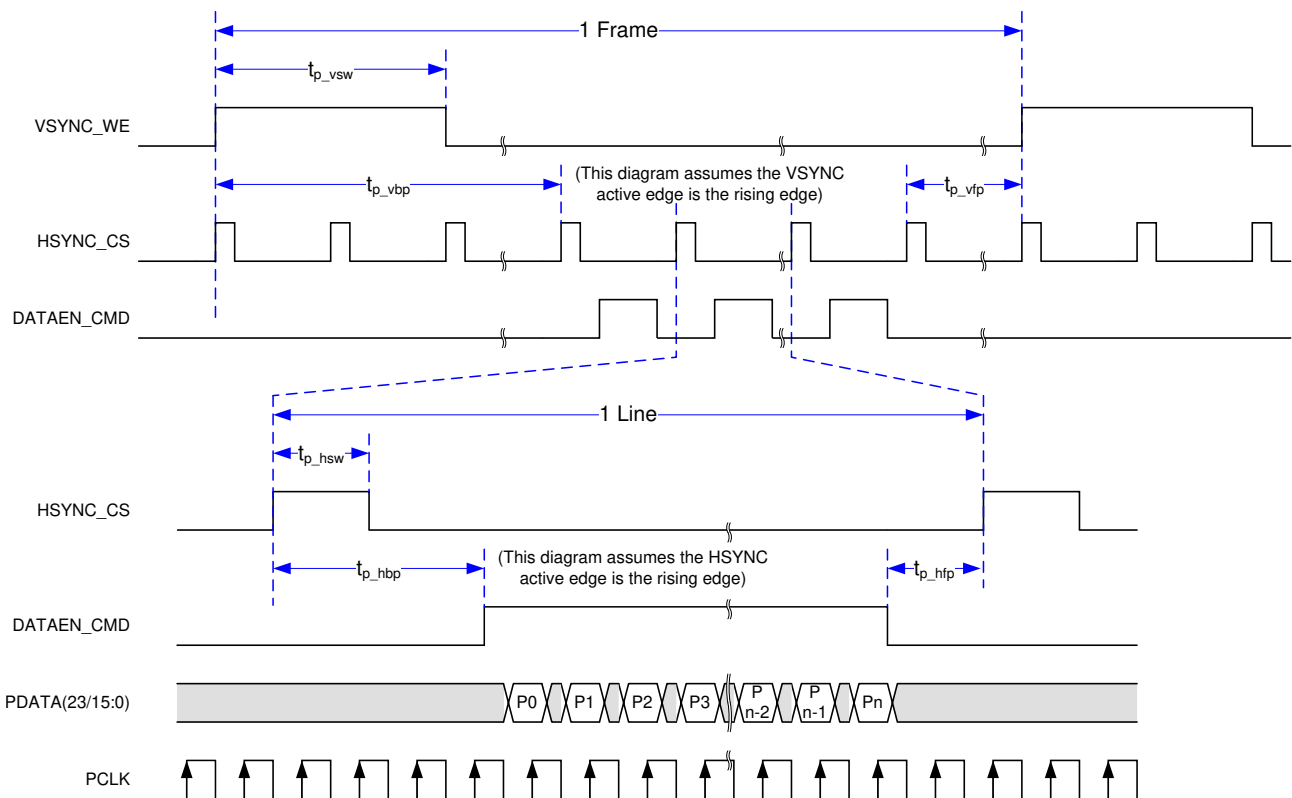 1 Frame
tp_vsw
VSYNC_WE
(This diagram assumes the VSYNC
active edge is the rising edge)
tp_vbp
tp_vfp
HSYNC_CS
DATAEN_CMD
1 Line
tp_hsw
HSYNC_CS
(This diagram assumes the HSYNC
active edge is the rising edge)
tp_hbp
tp_hfp
DATAEN_CMD
PDATA(23/15:0)
P0
P1
P2
P3
P
n-2
P
n-1
Pn
PCLK